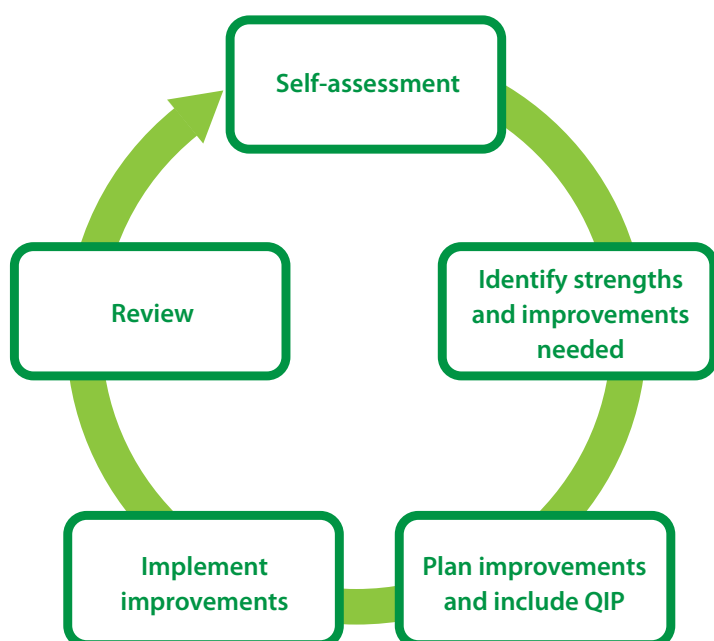 Self-assessment
Identify strengths
and improvements
needed
Plan improvements
and include QIP
Implement
improvements
Review